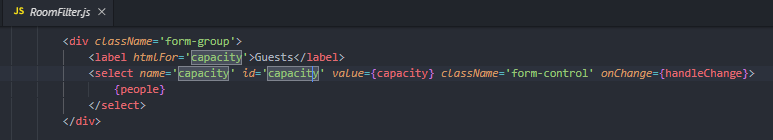 JS RoomFilter.js ×
<div className='form-group'>
<label htmlFor='capacity'>Guests</label>
<select name='capacity' id='capacity' value={capacity} className='form-control' onChange={handleChange}>
{people}
</select>
</div>